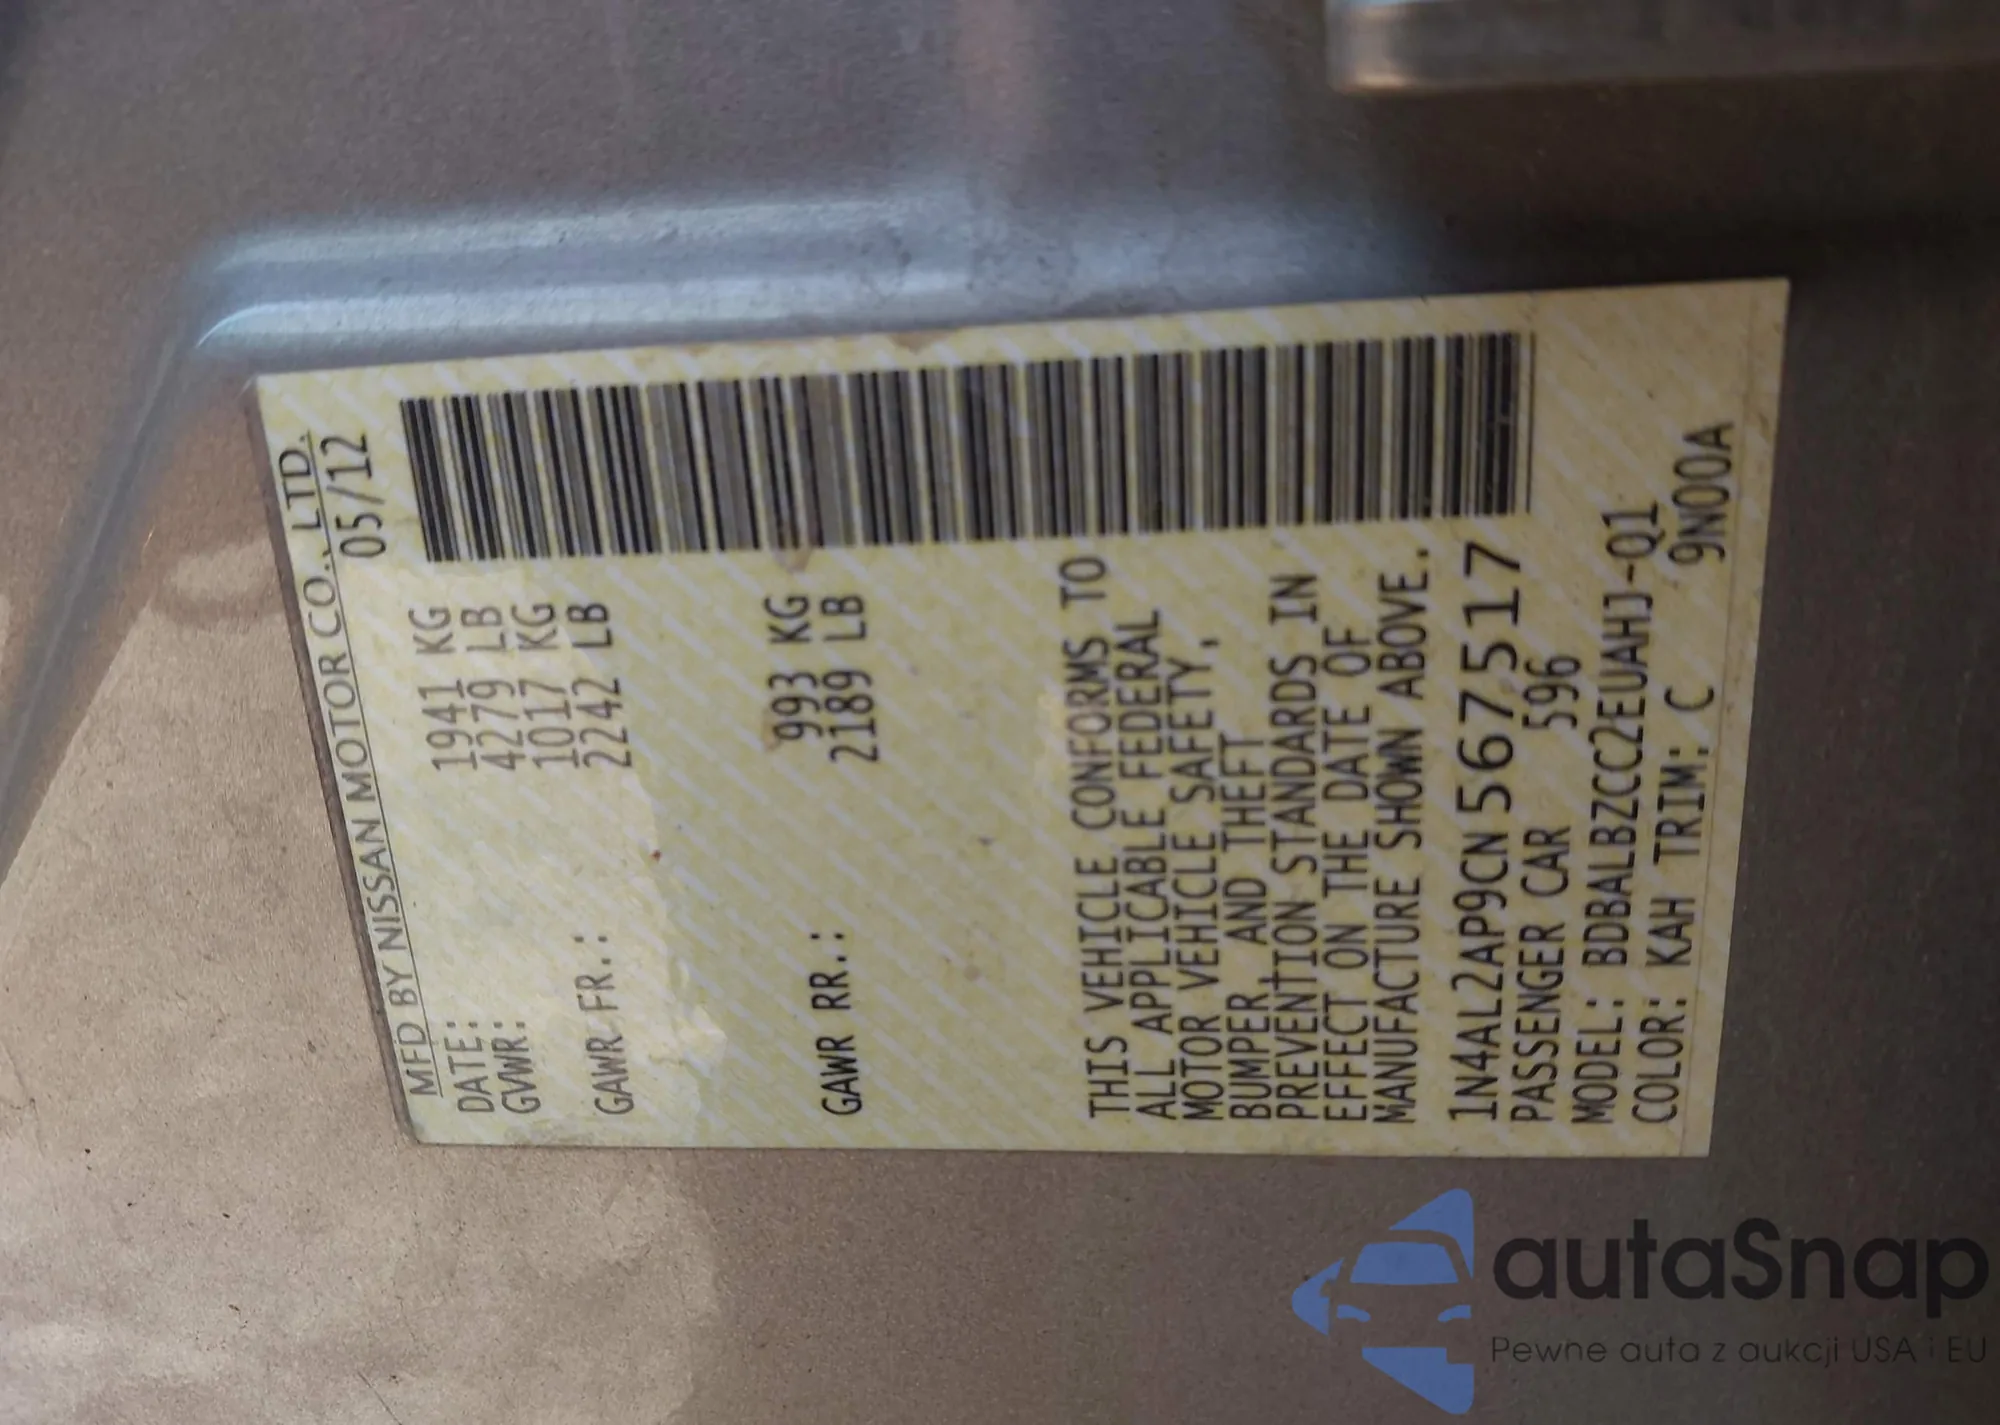 MFD BY NISSAN MOTOR CO., LTD.
DATE: 05/12
GVWR: 1941 KG
4279 LB
GAWR FR.: 1017 KG
2242 LB
GAWR RR.: 993 KG
2189 LB
THIS VEHICLE CONFORMS TO
ALL APPLICABLE FEDERAL
MOTOR VEHICLE SAFETY,
BUMPER, AND THEFT
PREVENTION STANDARDS IN
EFFECT ON THE DATE OF
MANUFACTURE SHOWN ABOVE.
1N4AL2AP9CN567517
PASSENGER CAR 596
MODEL: BDBALBZCC2EUAHJ-Q1
COLOR: KAH TRIM: C 9N00A
autaSnap
Pewne auta z aukcji USA i EU